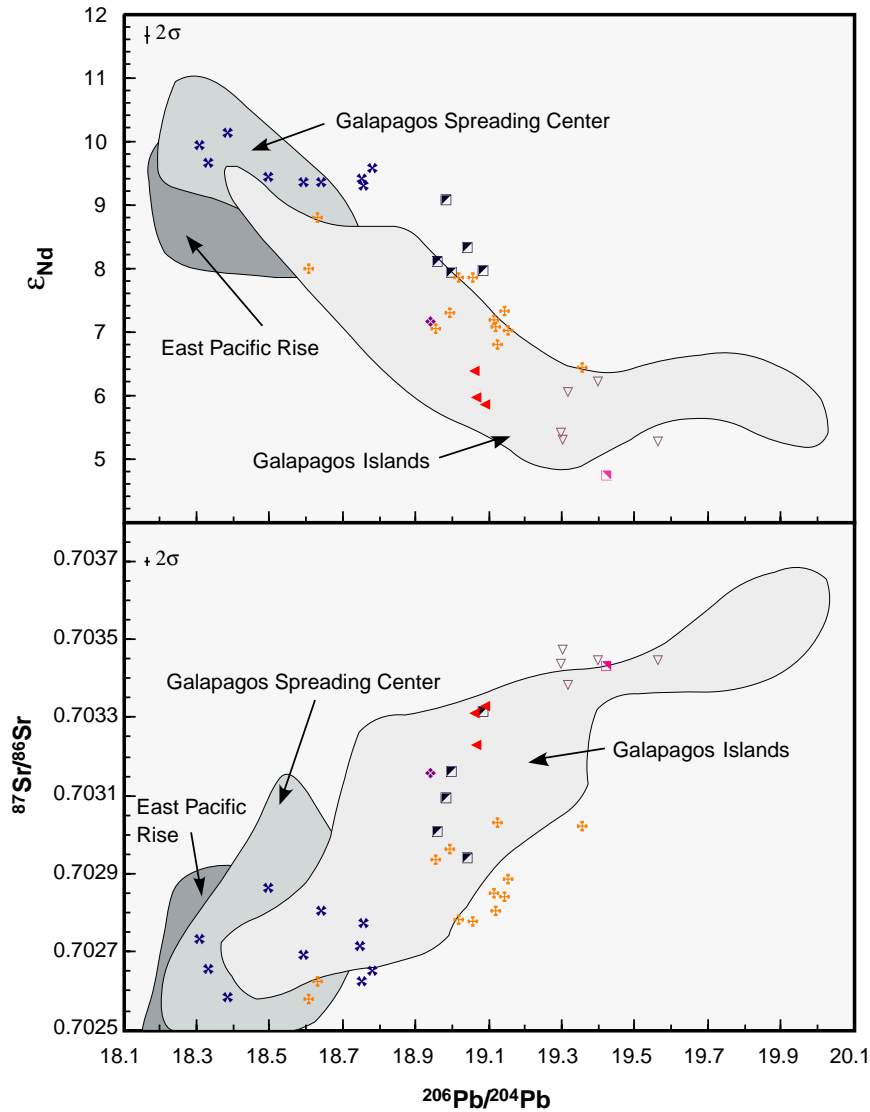 12
2σ
11
Galapagos Spreading Center
10
9
εNd
8
7
East Pacific Rise
6
Galapagos Islands
5
0.7037
2σ
0.7035
Galapagos Spreading Center
0.7033
Galapagos Islands
87Sr/86Sr
0.7031
East Pacific
Rise
0.7029
0.7027
0.7025
18.1 18.3 18.5 18.7 18.9 19.1 19.3 19.5 19.7 19.9 20.1
206Pb/204Pb